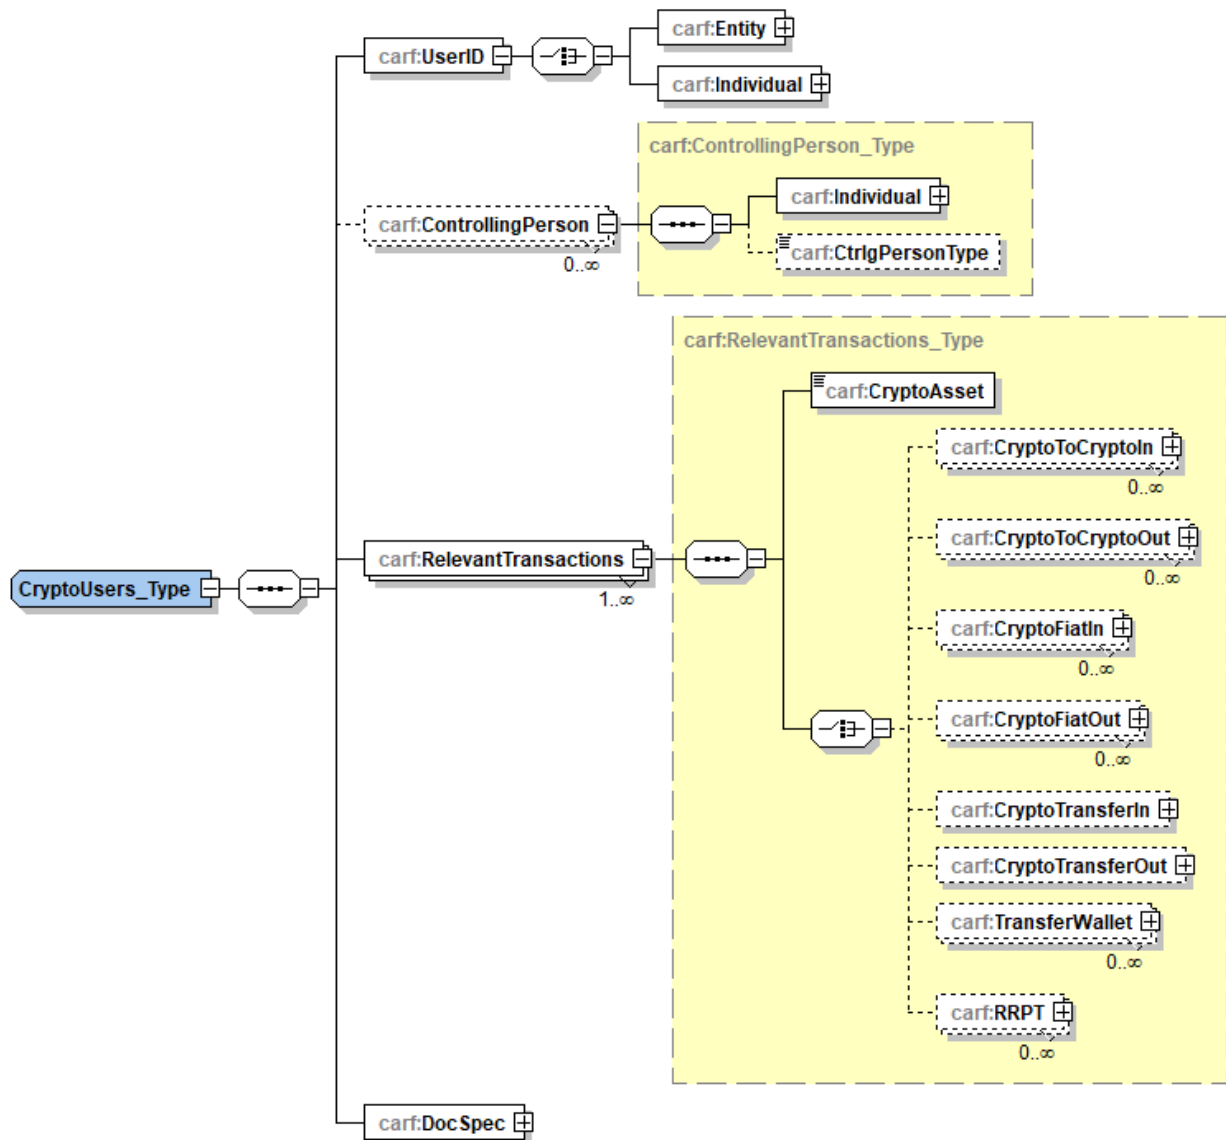 carf:Entity
carf:UserID
carf:Individual
carf:ControllingPerson_Type
carf:Individual
carf:ControllingPerson
carf:CtrlgPersonType
0..∞
carf:RelevantTransactions_Type
carf:CryptoAsset
carf:CryptoToCryptoIn
0..∞
carf:CryptoToCryptoOut
0..∞
carf:RelevantTransactions
1..∞
CryptoUsers_Type
carf:CryptoFiatIn
0..∞
carf:CryptoFiatOut
0..∞
carf:CryptoTransferIn
carf:CryptoTransferOut
carf:TransferWallet
0..∞
carf:RRPT
0..∞
carf:DocSpec